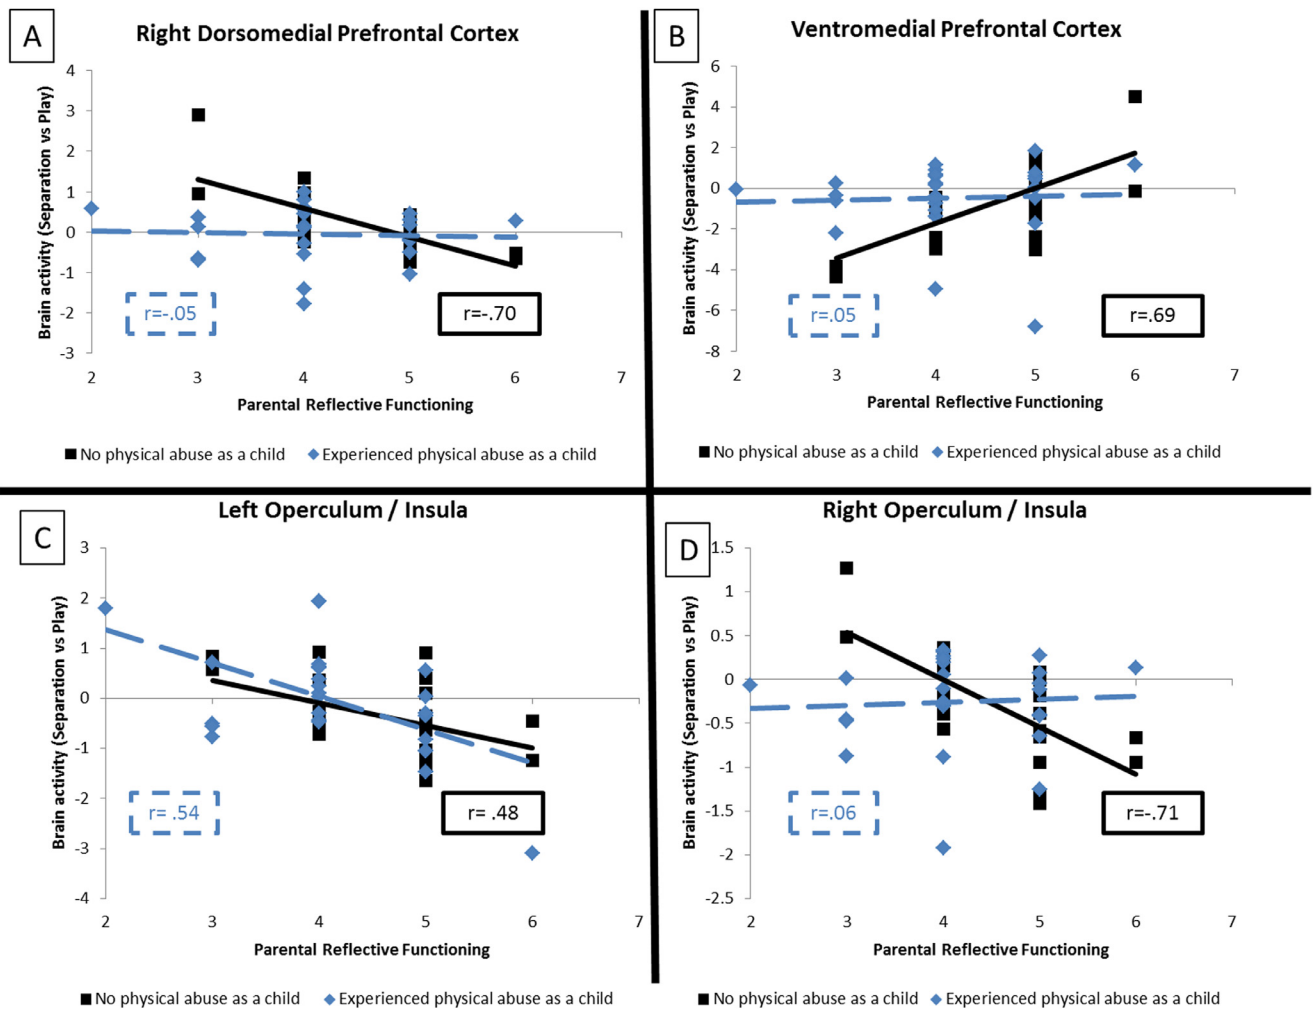 A
Right Dorsomedial Prefrontal Cortex
Brain activity (Separation vs Play)
4
3
2
1
0
-1
-2
-3
r=-.05
r=-.70
2 3 4 5 6 7
Parental Reflective Functioning
No physical abuse as a child Experienced physical abuse as a child
B
Ventromedial Prefrontal Cortex
Brain activity (Separation vs Play)
6
4
2
0
-2
-4
-6
-8
r=.05
r=.69
2 3 4 5 6 7
Parental Reflective Functioning
No physical abuse as a child Experienced physical abuse as a child
C
Left Operculum / Insula
Brain activity (Separation vs Play)
3
2
1
0
-1
-2
-3
-4
r= .54
r= .48
2 3 4 5 6 7
Parental Reflective Functioning
No physical abuse as a child Experienced physical abuse as a child
D
Right Operculum / Insula
Brain activity (Separation vs Play)
1.5
1
0.5
0
-0.5
-1
-1.5
-2
-2.5
r=.06
r=-.71
2 3 4 5 6 7
Parental Reflective Functioning
No physical abuse as a child Experienced physical abuse as a child